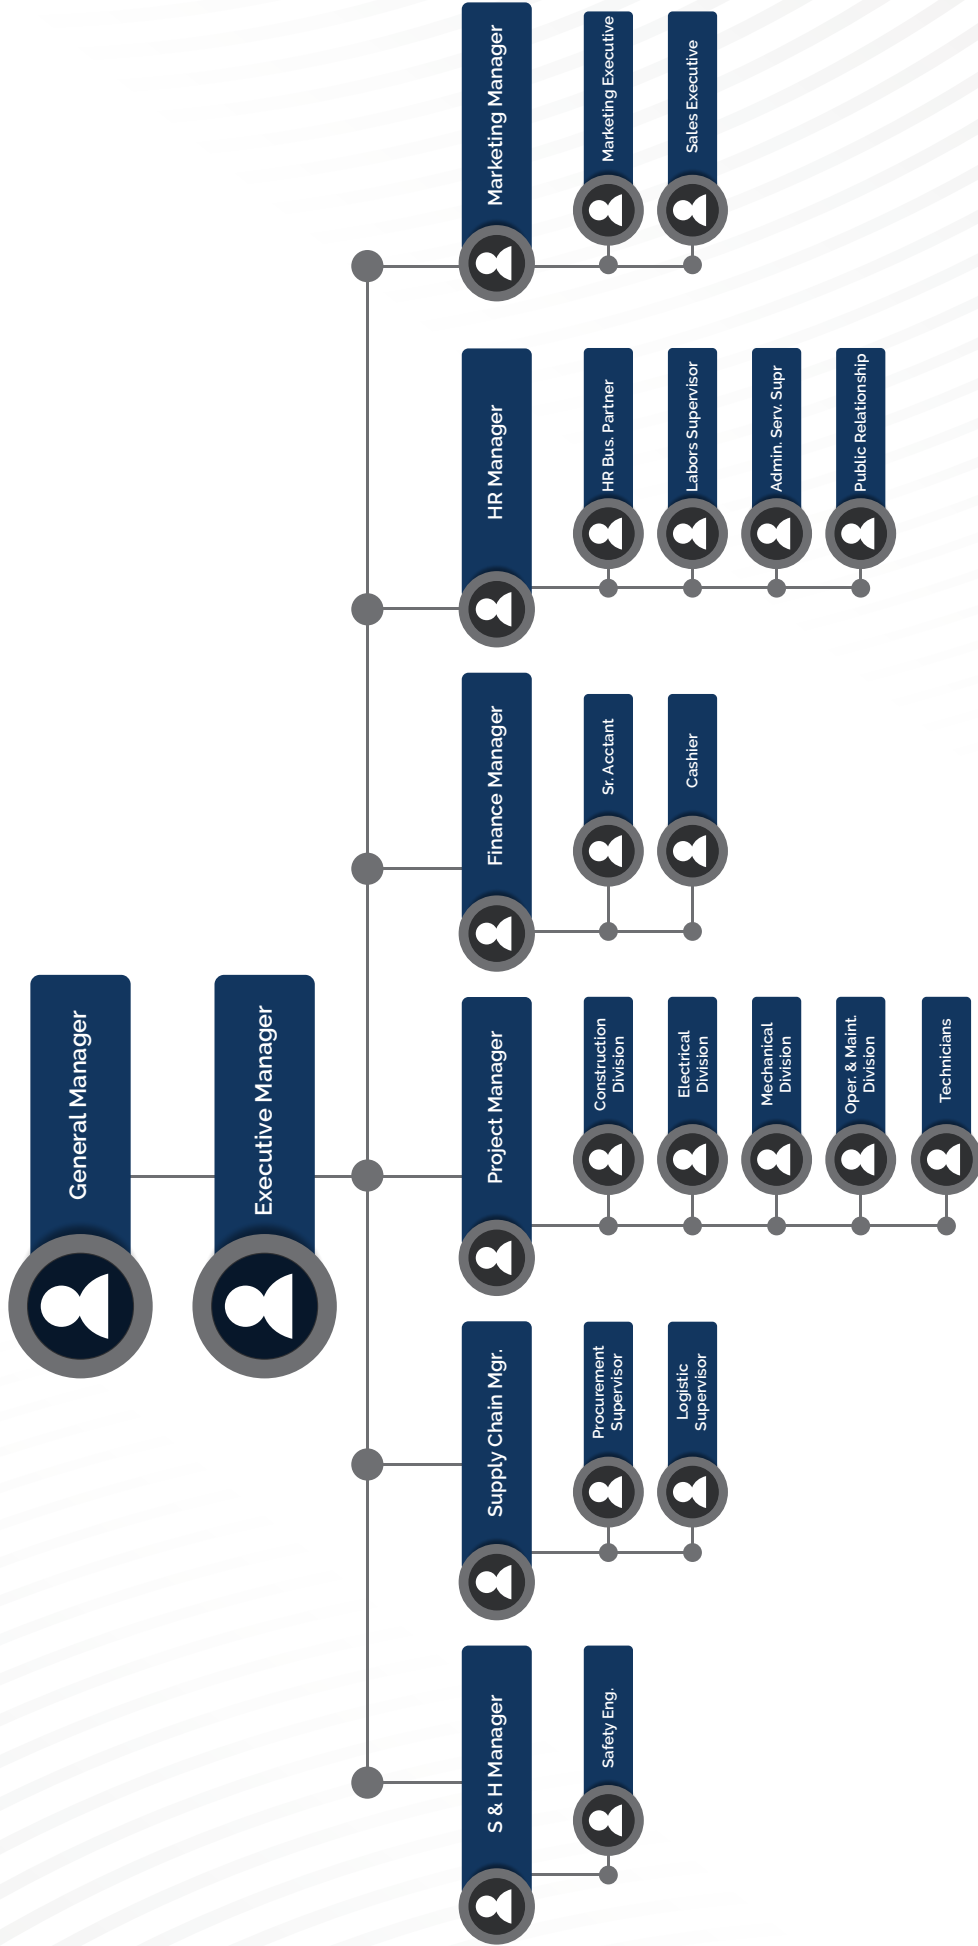 General Manager
Executive Manager
S & H Manager
Safety Eng.
Supply Chain Mgr.
Procurement
Supervisor
Logistic
Supervisor
Project Manager
Construction
Division
Electrical
Division
Mechanical
Division
Oper. & Maint.
Division
Technicians
Finance Manager
Sr. Acctant
Cashier
HR Manager
HR Bus. Partner
Labors Supervisor
Admin. Serv. Supr
Public Relationship
Marketing Manager
Marketing Executive
Sales Executive